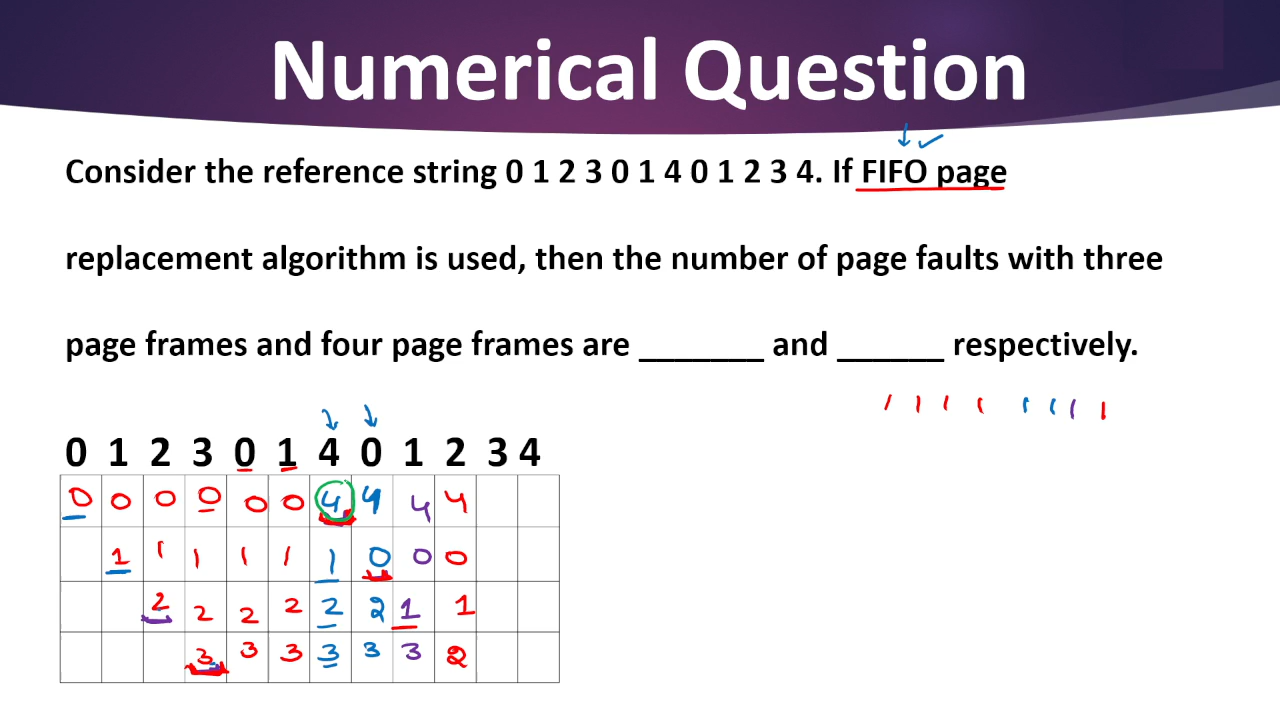 Numerical Question
Consider the reference string 0 1 2 3 0 1 4 0 1 2 3 4. If FIFO page
replacement algorithm is used, then the number of page faults with three
page frames and four page frames are _______ and ______ respectively.
| | | | | | | |
0 1 2 3 0 1 4 0 1 2 3 4
0 0 0 0 0 0 4 4 4 4
1 1 1 1 1 1 0 0 0
2 2 2 2 2 2 1 1
3 3 3 3 3 3 2